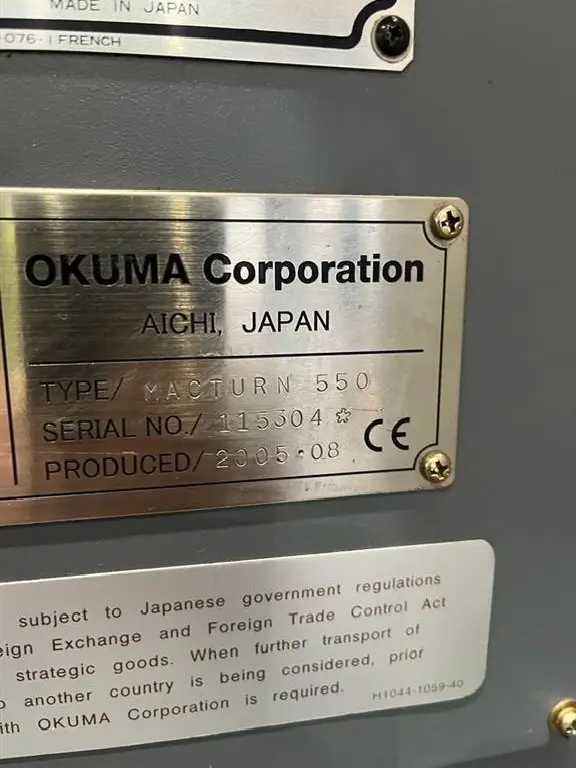 MADE IN JAPAN
-076-1 FRENCH
OKUMA Corporation
AICHI, JAPAN
TYPE/ MACTURN 550
SERIAL NO./ 115304 *
PRODUCED/ 2005·08
CE
subject to Japanese government regulations
eign Exchange and Foreign Trade Control Act
strategic goods. When further transport of
o another country is being considered, prior
ith OKUMA Corporation is required. H1044-1059-40